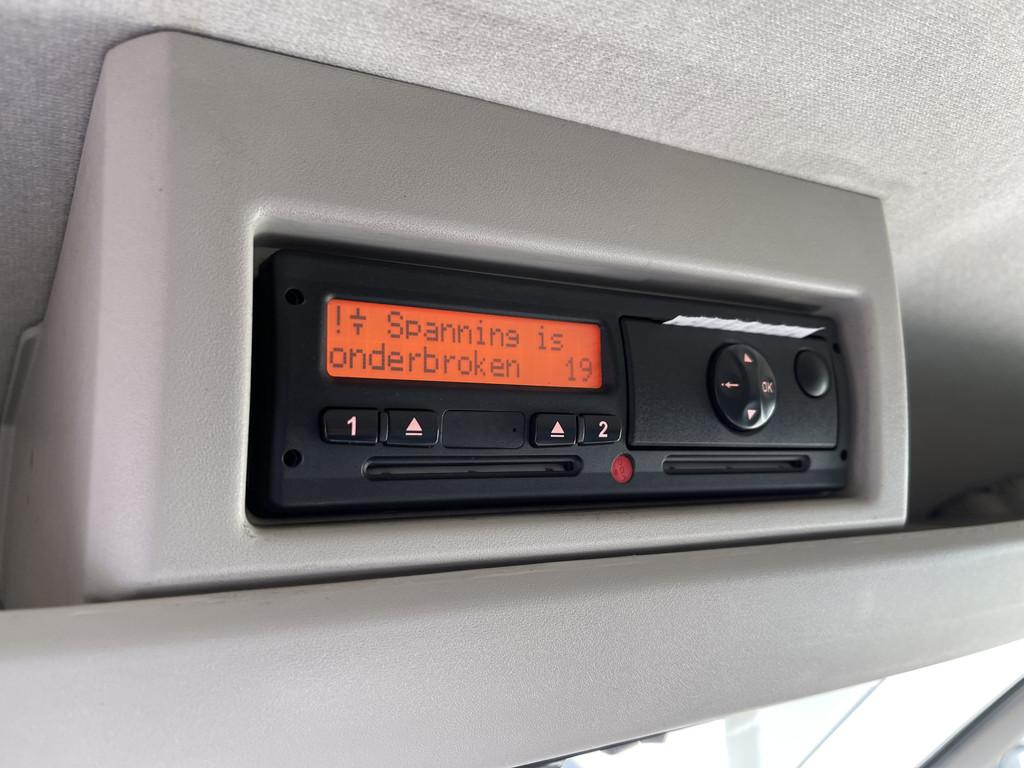 ! Spanning is
onderbroken 19
1
2
OK